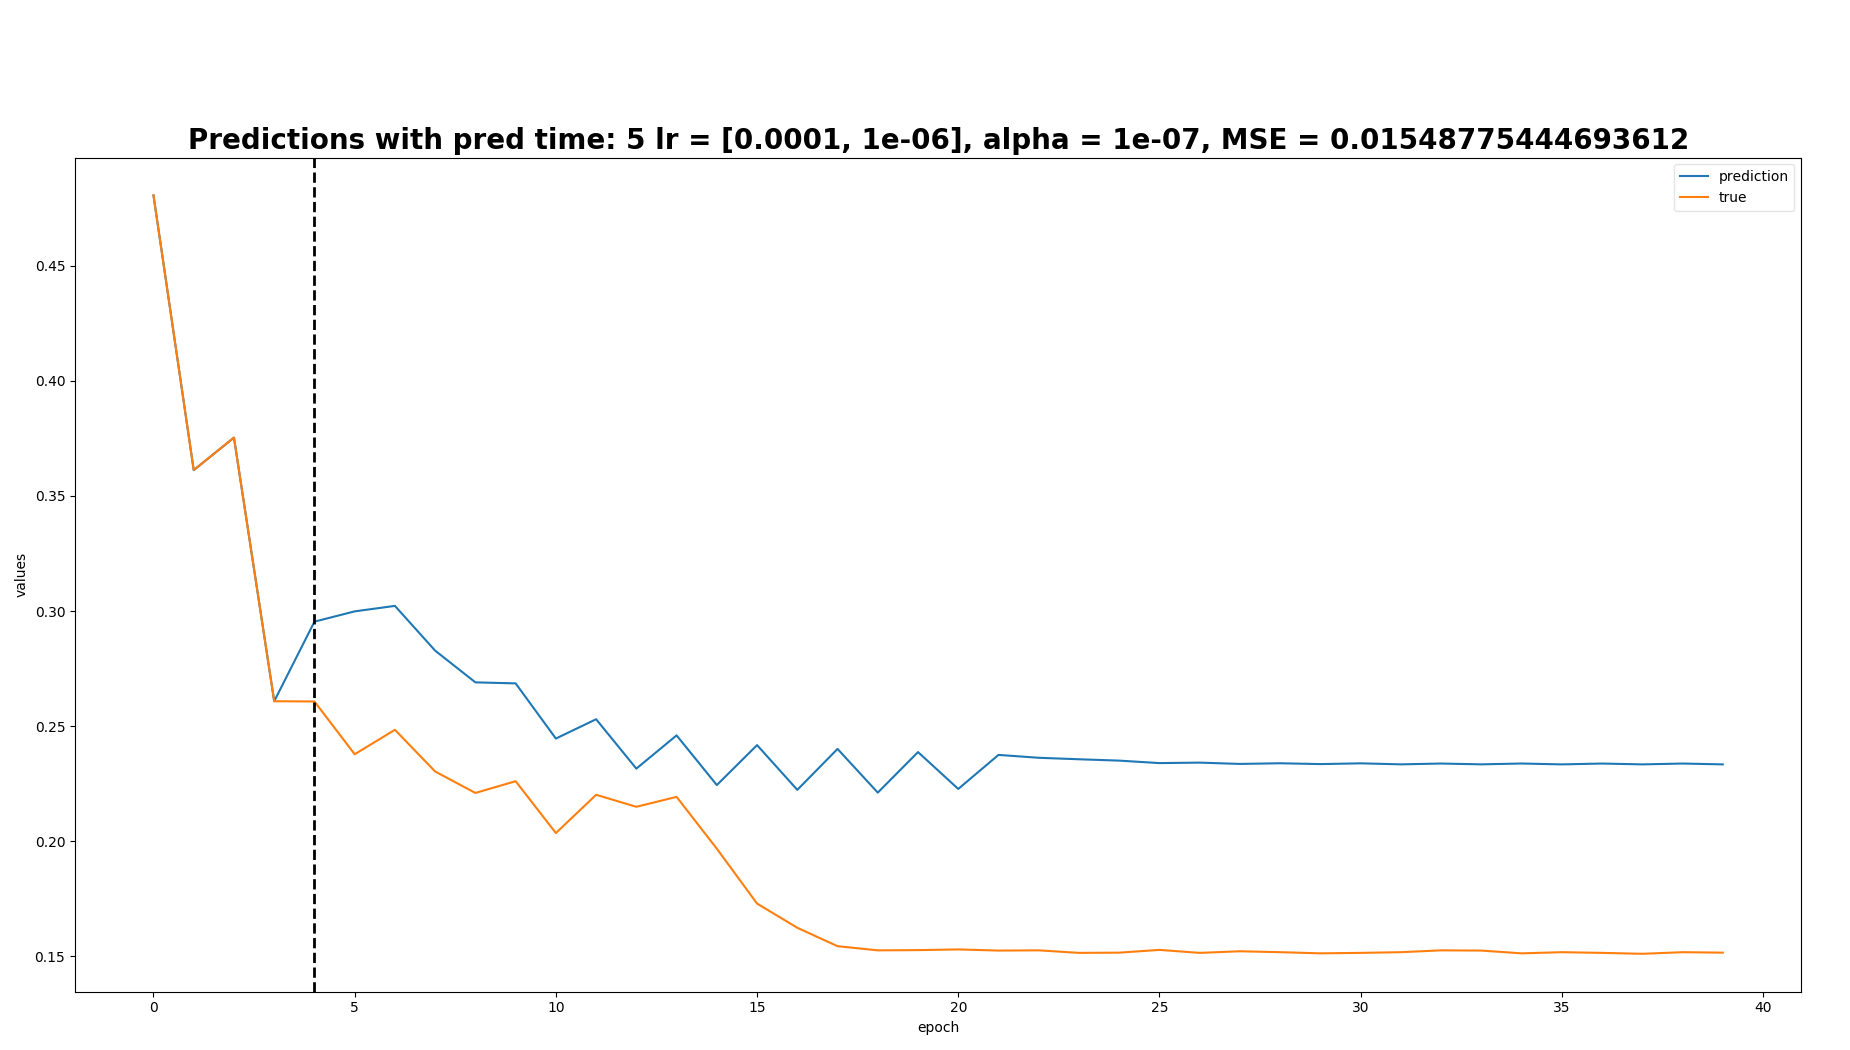 Predictions with pred time: 5 lr = [0.0001, 1e-06], alpha = 1e-07, MSE = 0.01548775444693612
prediction
true
values
0.45
0.40
0.35
0.30
0.25
0.20
0.15
0 5 10 15 20 25 30 35 40
epoch